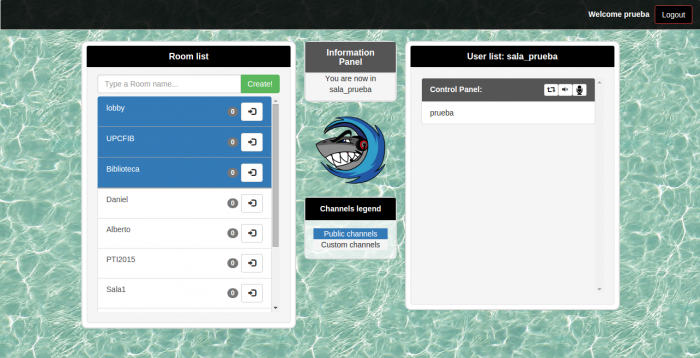 Welcome prueba
Logout
Room list
Type a Room name...
Create!
lobby
0
UPCFIB
0
Biblioteca
0
Daniel
0
Alberto
0
PTI2015
0
Sala1
0
Information
Panel
You are now in
sala_prueba
Channels legend
Public channels
Custom channels
User list: sala_prueba
Control Panel:
prueba